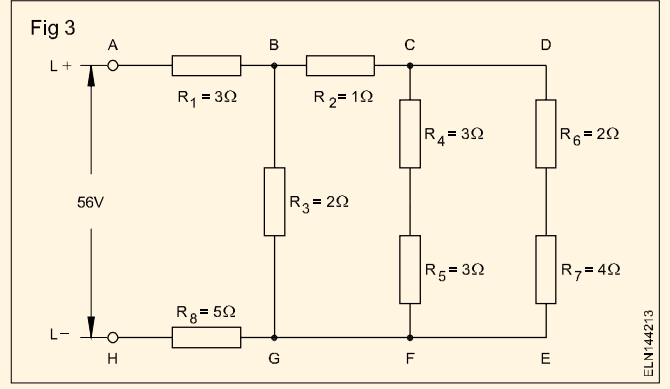 Fig 3
A
B
C
D
L +
R1 = 3Ω
R2 = 1Ω
R4 = 3Ω
R6 = 2Ω
56V
R3 = 2Ω
R5 = 3Ω
R7 = 4Ω
R8 = 5Ω
L−
H
G
F
E
ELN144213